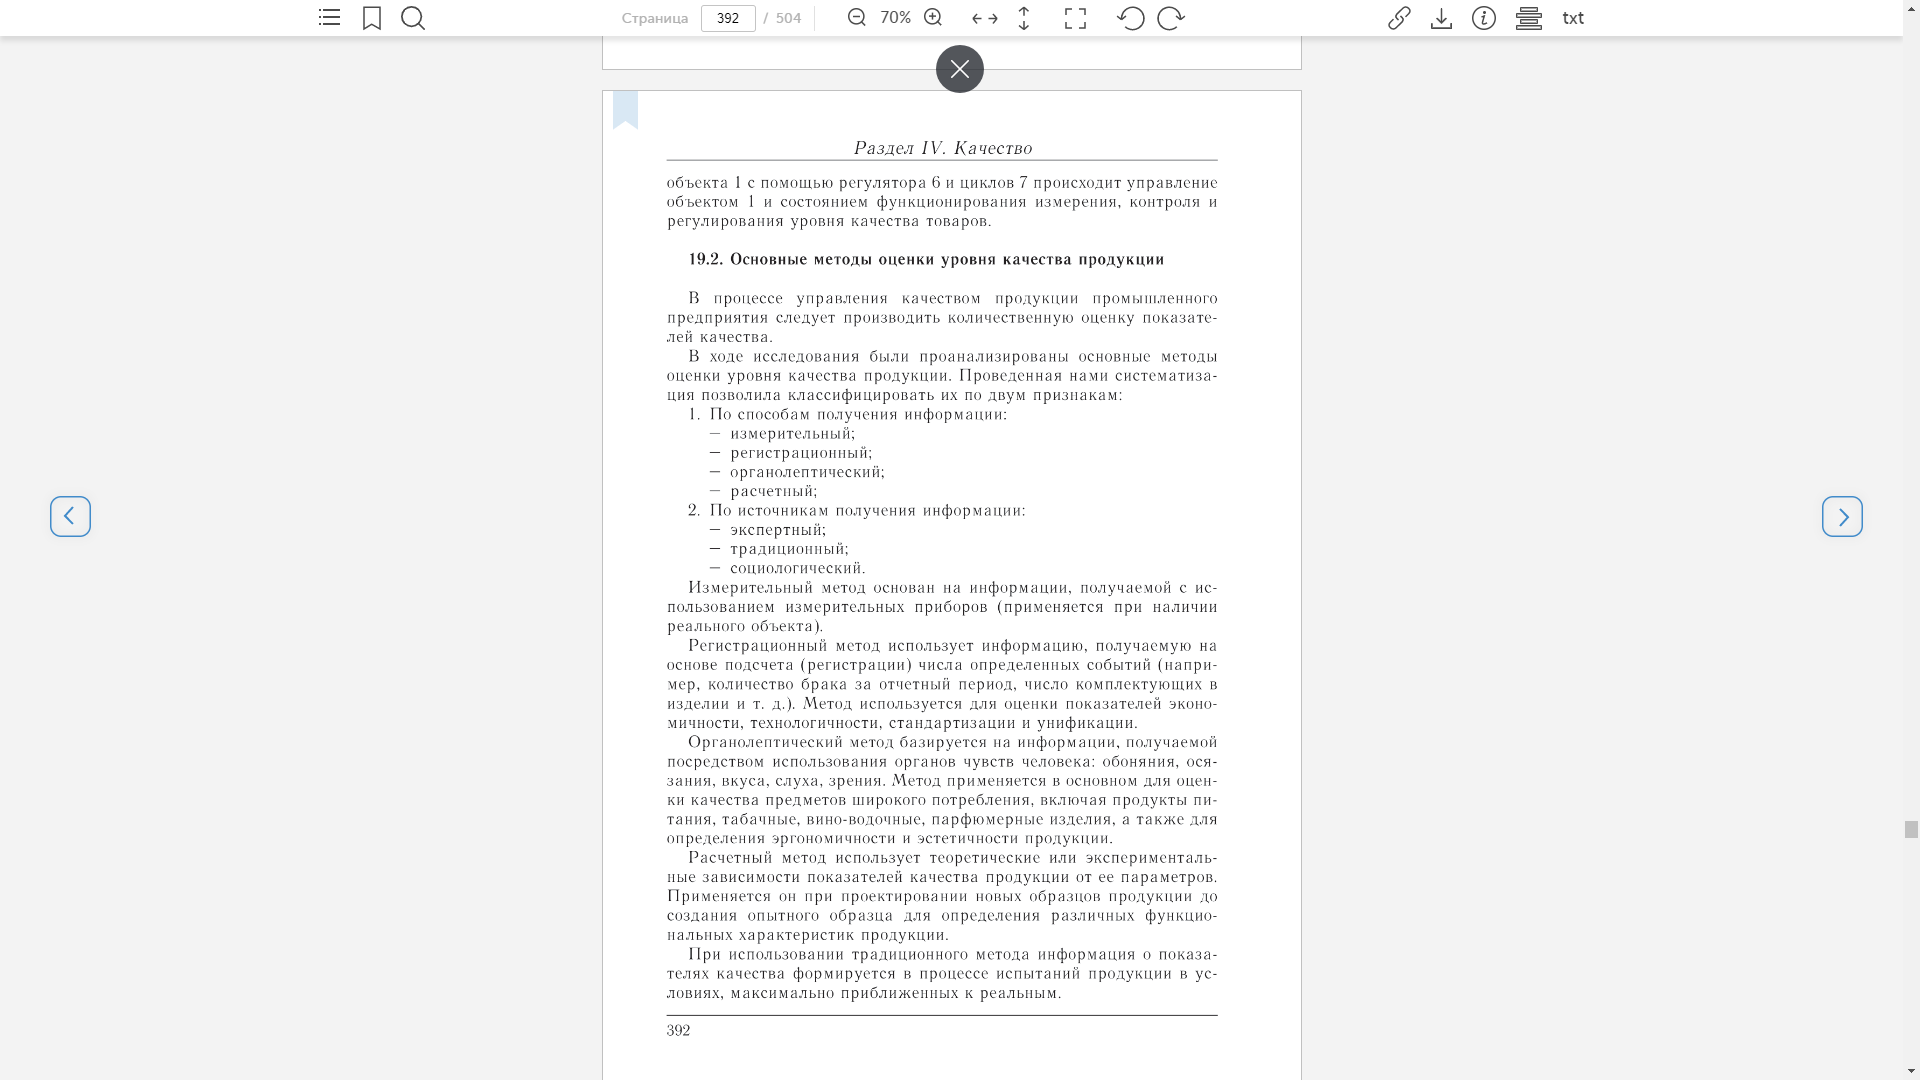 Страница 392 / 504 70% txt
Раздел IV. Качество
объекта 1 с помощью регулятора 6 и циклов 7 происходит управление
объектом 1 и состоянием функционирования измерения, контроля и
регулирования уровня качества товаров.
19.2. Основные методы оценки уровня качества продукции
В процессе управления качеством продукции промышленного
предприятия следует производить количественную оценку показате-
лей качества.
В ходе исследования были проанализированы основные методы
оценки уровня качества продукции. Проведенная нами систематиза-
ция позволила классифицировать их по двум признакам:
1. По способам получения информации:
– измерительный;
– регистрационный;
– органолептический;
– расчетный;
2. По источникам получения информации:
– экспертный;
– традиционный;
– социологический.
Измерительный метод основан на информации, получаемой с ис-
пользованием измерительных приборов (применяется при наличии
реального объекта).
Регистрационный метод использует информацию, получаемую на
основе подсчета (регистрации) числа определенных событий (напри-
мер, количество брака за отчетный период, число комплектующих в
изделии и т. д.). Метод используется для оценки показателей эконо-
мичности, технологичности, стандартизации и унификации.
Органолептический метод базируется на информации, получаемой
посредством использования органов чувств человека: обоняния, ося-
зания, вкуса, слуха, зрения. Метод применяется в основном для оцен-
ки качества предметов широкого потребления, включая продукты пи-
тания, табачные, вино-водочные, парфюмерные изделия, а также для
определения эргономичности и эстетичности продукции.
Расчетный метод использует теоретические или эксперименталь-
ные зависимости показателей качества продукции от ее параметров.
Применяется он при проектировании новых образцов продукции до
создания опытного образца для определения различных функцио-
нальных характеристик продукции.
При использовании традиционного метода информация о показа-
телях качества формируется в процессе испытаний продукции в ус-
ловиях, максимально приближенных к реальным.
392